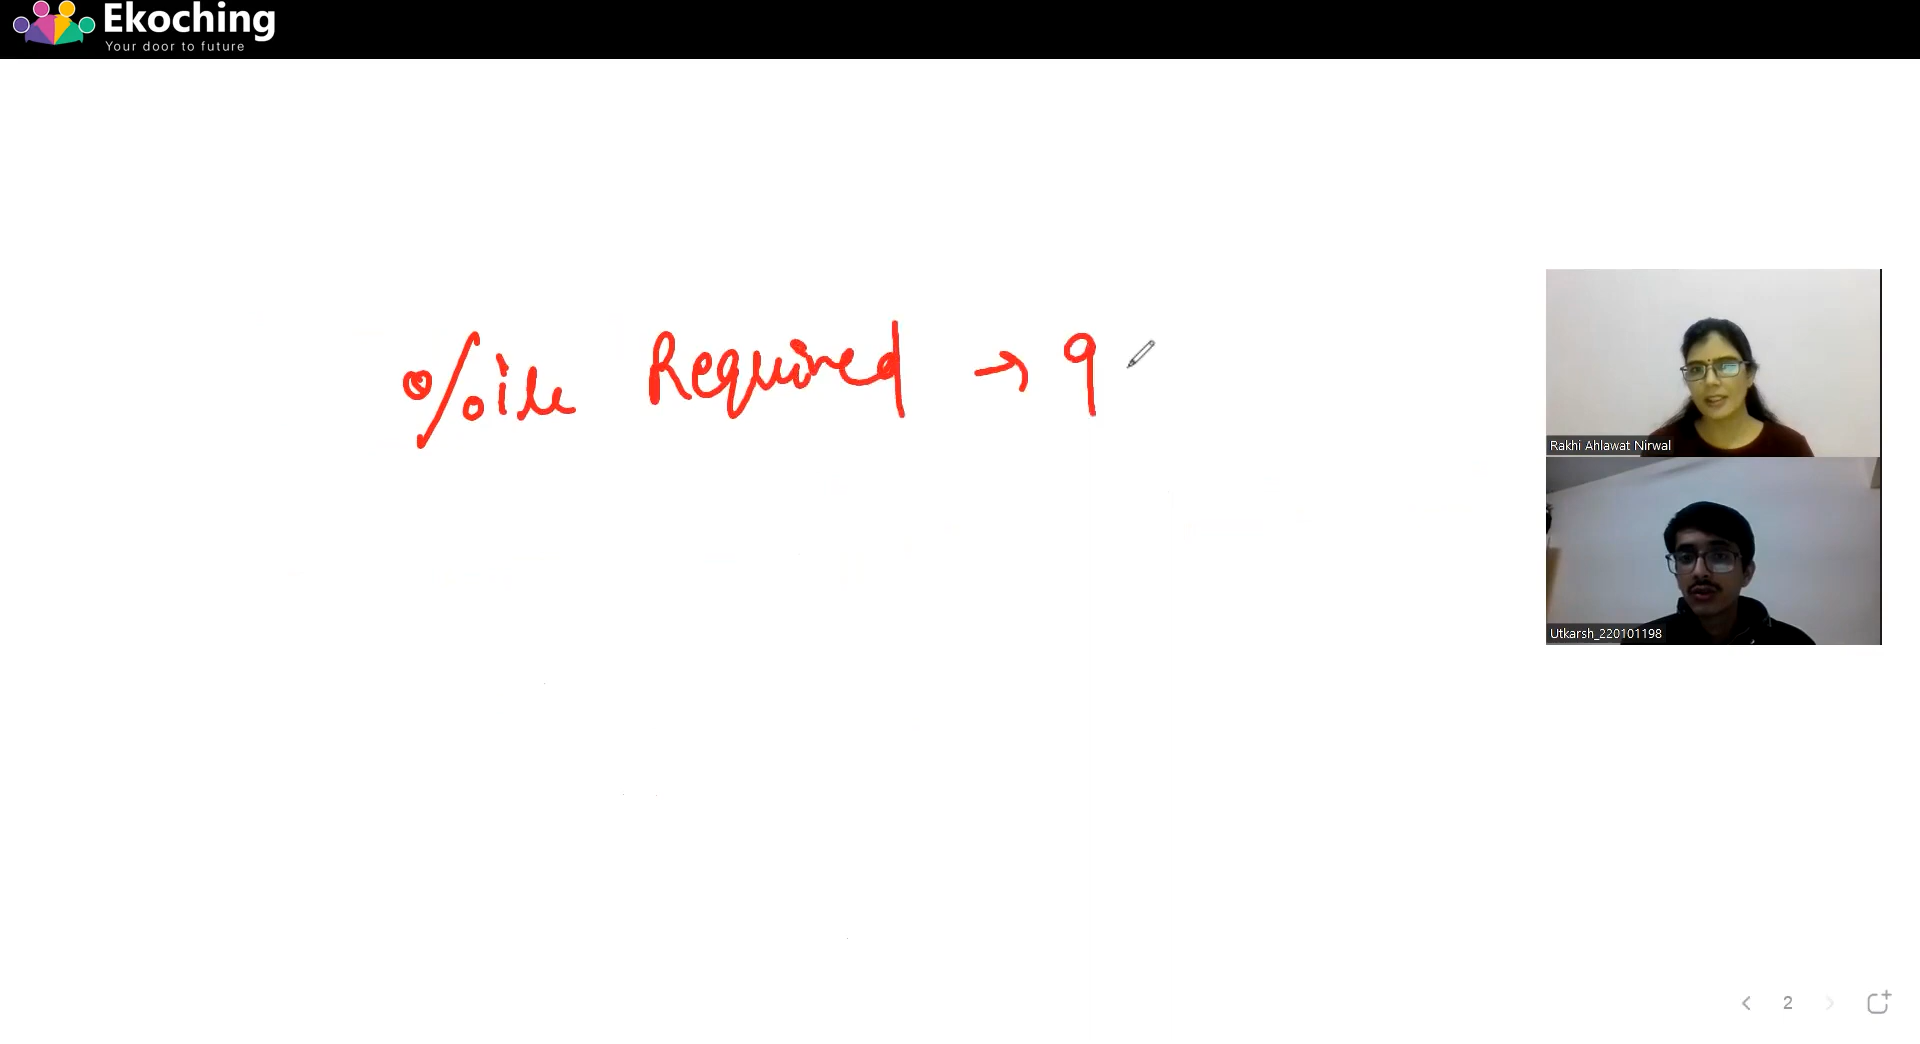 Ekoching
Your door to future
%ile Required → 9
Rakhi Ahlawat Nirwal
Utkarsh_220101198
2